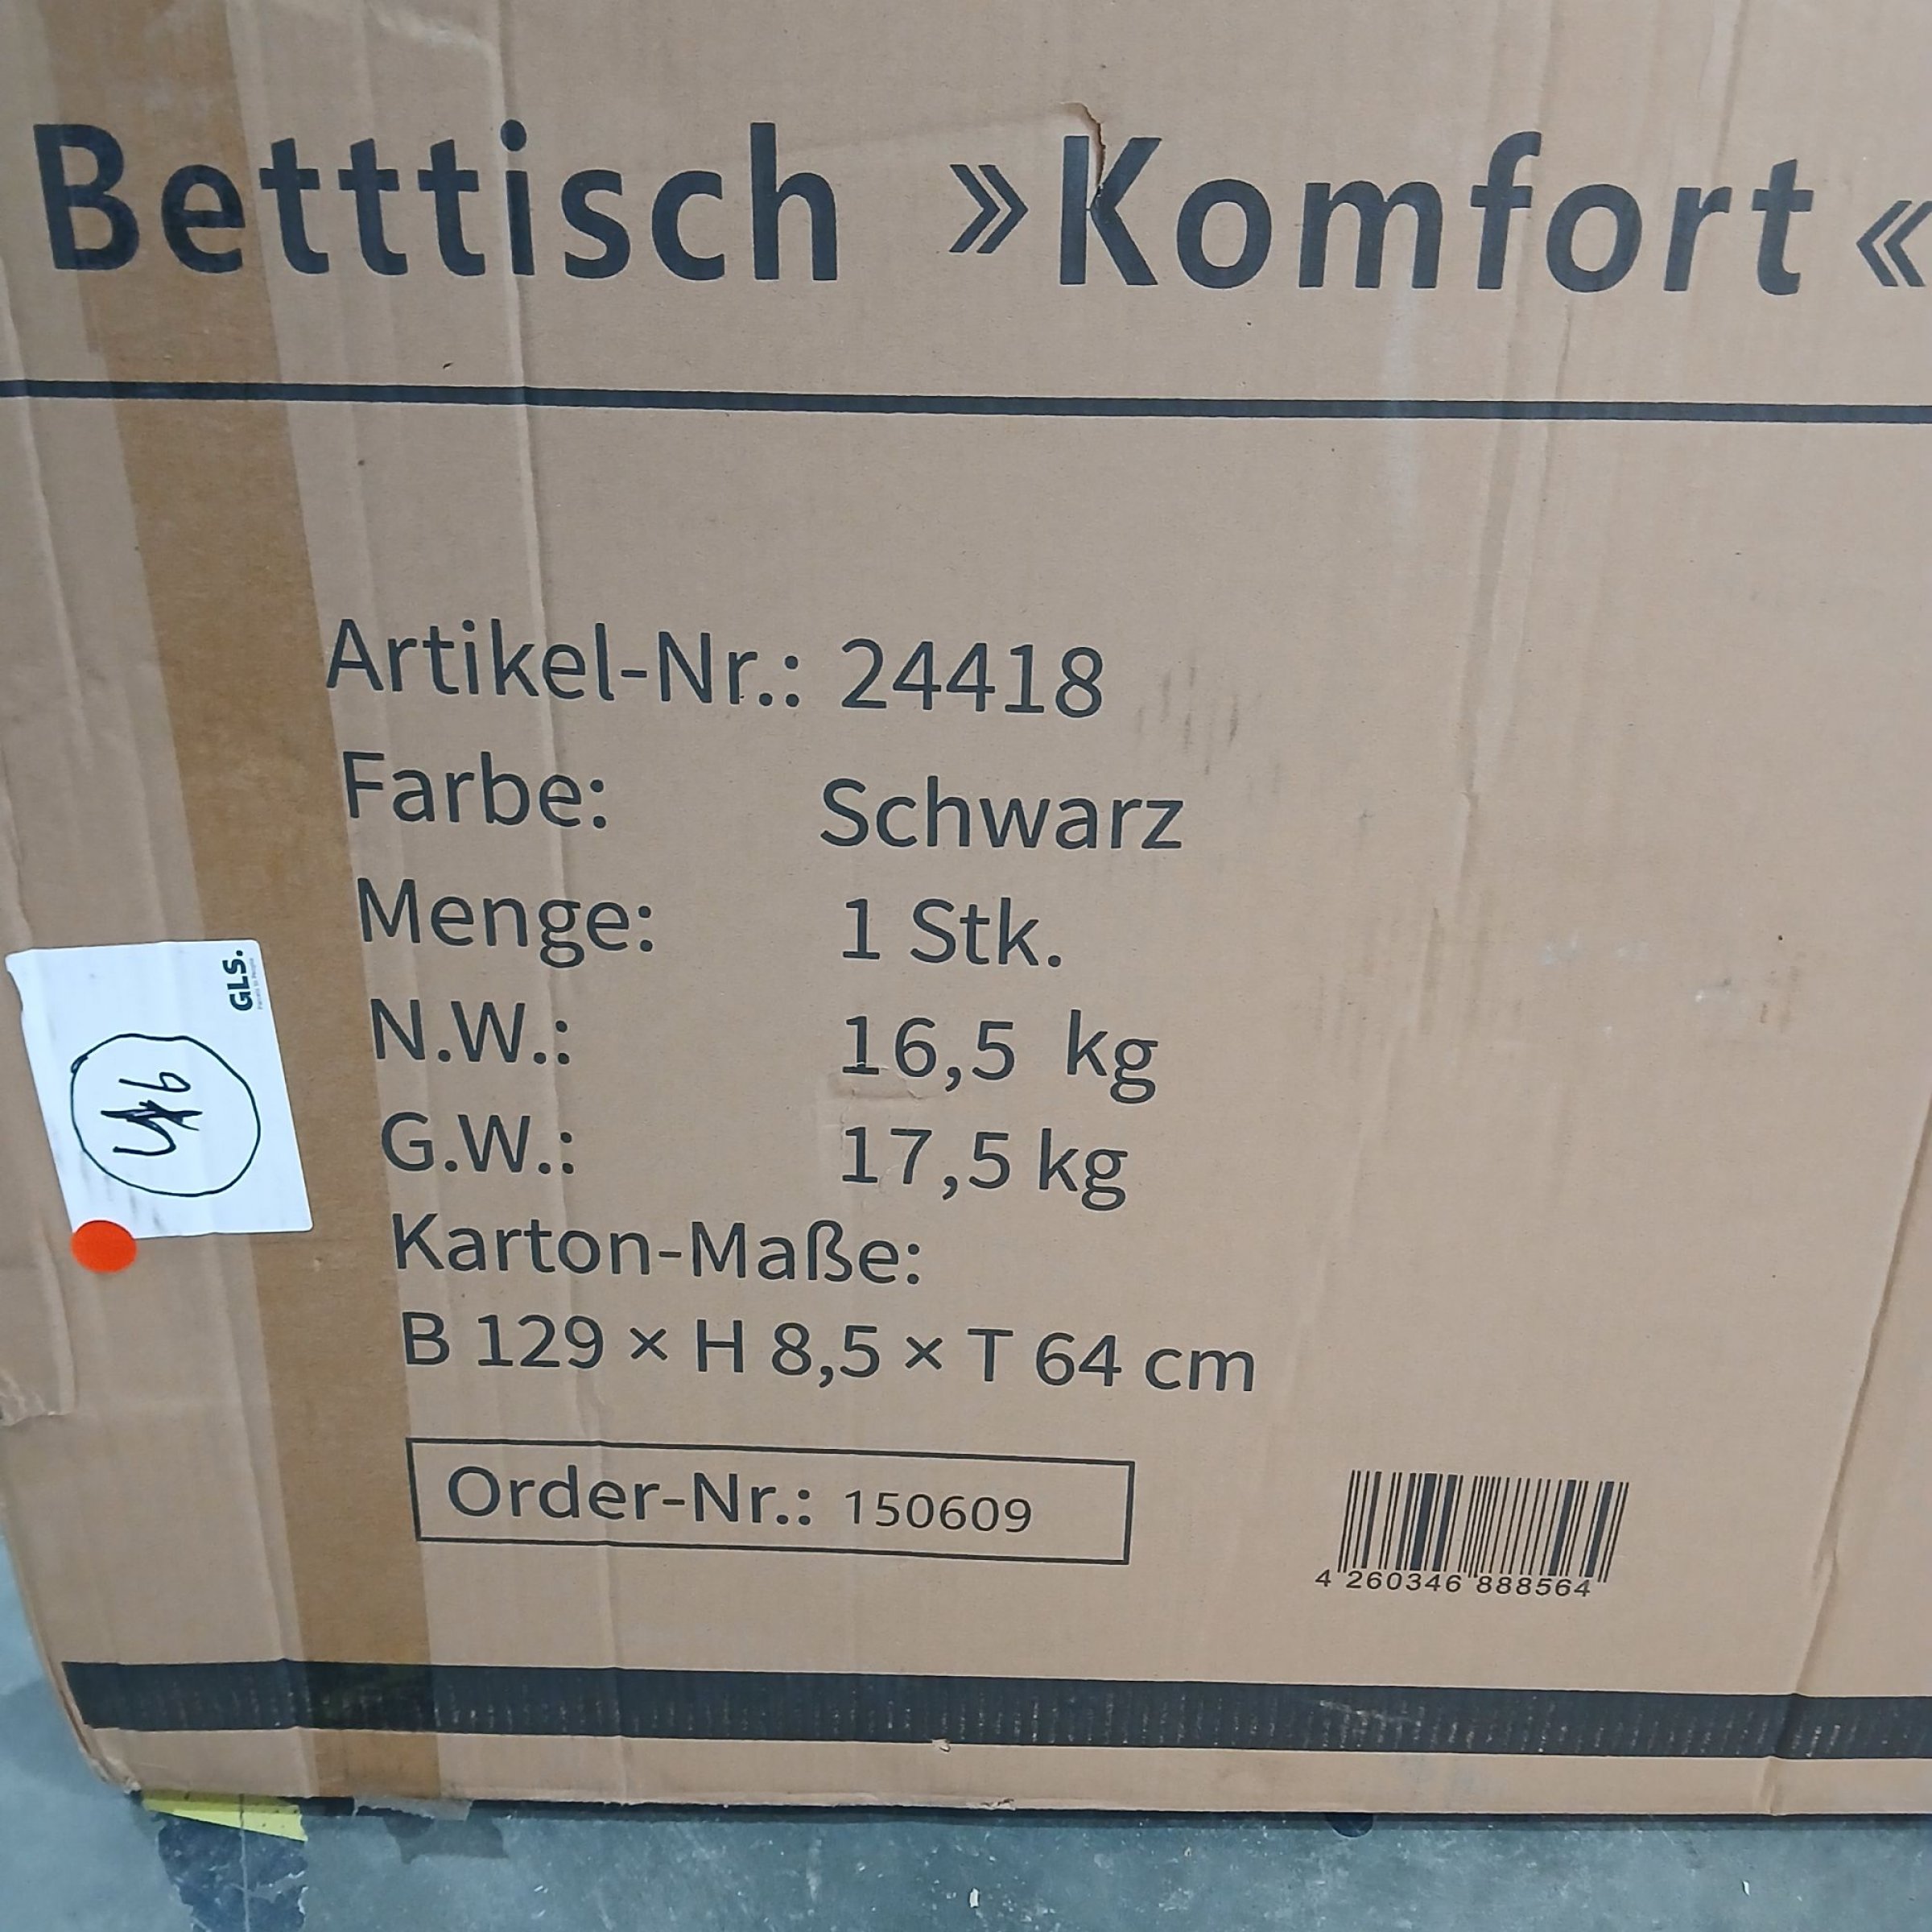 Betttisch »Komfort«
Artikel-Nr.: 24418
Farbe: Schwarz
Menge: 1 Stk.
N.W.: 16,5 kg
G.W.: 17,5 kg
Karton-Maße:
B 129 × H 8,5 × T 64 cm
Order-Nr.: 150609
4 260346 888564
GLS.